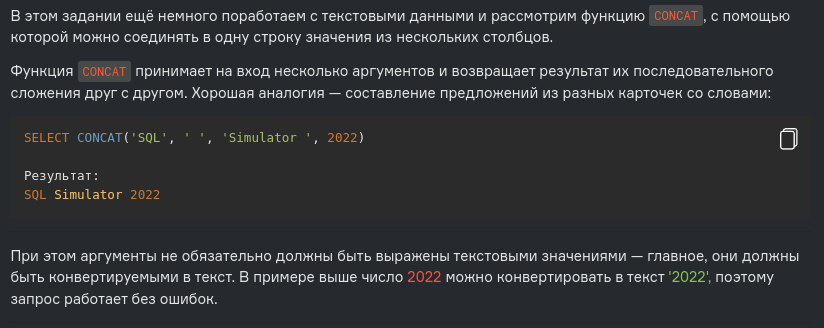 В этом задании ещё немного поработаем с текстовыми данными и рассмотрим функцию CONCAT, с помощью
которой можно соединять в одну строку значения из нескольких столбцов.
Функция CONCAT принимает на вход несколько аргументов и возвращает результат их последовательного
сложения друг с другом. Хорошая аналогия — составление предложений из разных карточек со словами:
SELECT CONCAT('SQL', ' ', 'Simulator ', 2022)
Результат:
SQL Simulator 2022
При этом аргументы не обязательно должны быть выражены текстовыми значениями — главное, они должны
быть конвертируемыми в текст. В примере выше число 2022 можно конвертировать в текст '2022', поэтому
запрос работает без ошибок.